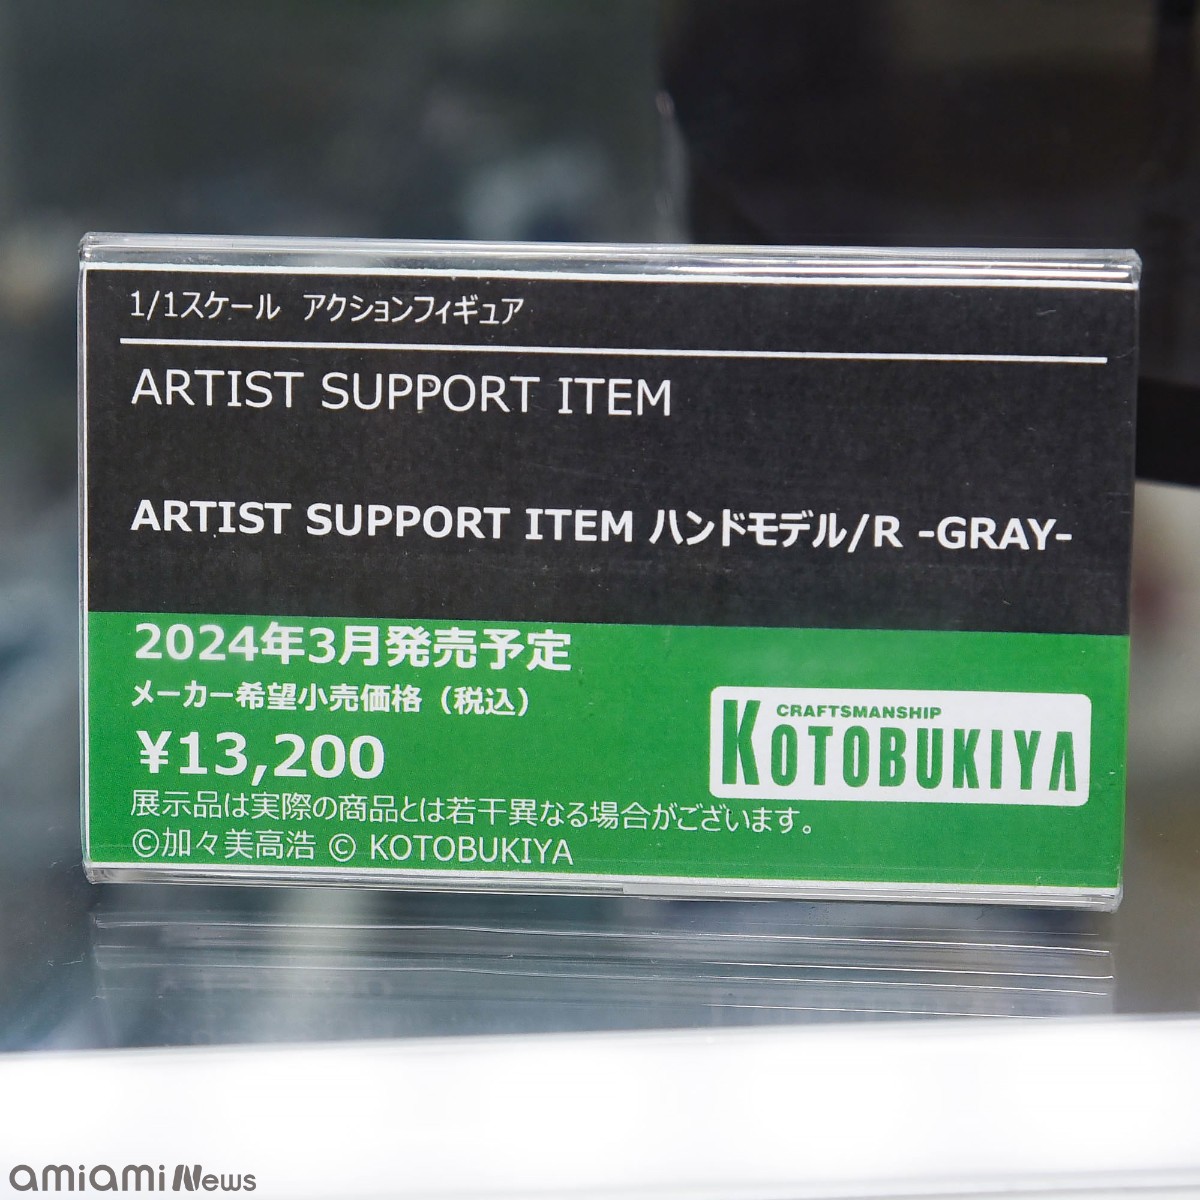 1/1スケール アクションフィギュア
ARTIST SUPPORT ITEM
ARTIST SUPPORT ITEM ハンドモデル/R -GRAY-
2024年3月発売予定
メーカー希望小売価格（税込）
¥13,200
CRAFTSMANSHIP
KOTOBUKIYA
展示品は実際の商品とは若干異なる場合がございます。
©加々美高浩 © KOTOBUKIYA
amiami News